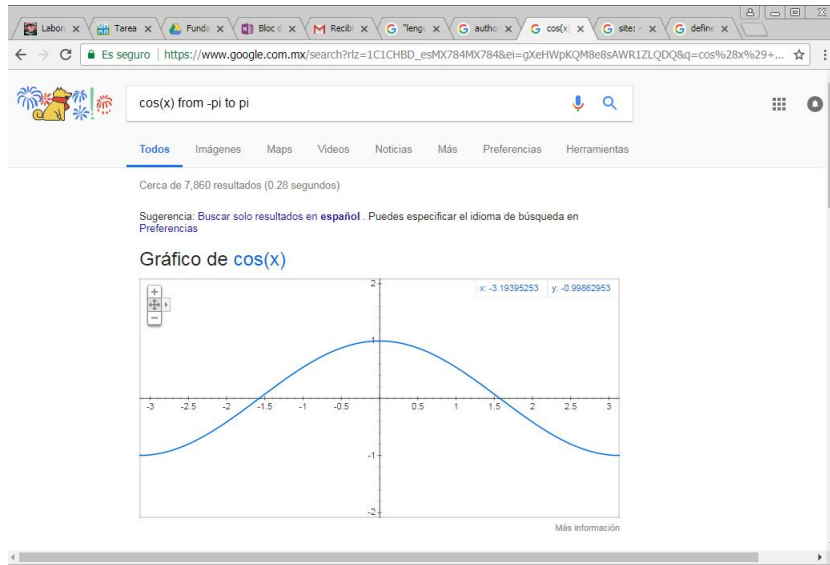 Labor
Tarea
Funda
Bloc d
Recibi
"leng
autho
cos(x)
site:
define
Es seguro
https://www.google.com.mx/search?rlz=1C1CHBD_esMX784MX784&ei=gXeHWpKQM8e8sAWR1ZLQDQ&q=cos%28x%29+...
cos(x) from -pi to pi
Todos Imágenes Maps Videos Noticias Más Preferencias Herramientas
Cerca de 7,860 resultados (0.28 segundos)
Sugerencia: Buscar solo resultados en español . Puedes especificar el idioma de búsqueda en
Preferencias
Gráfico de cos(x)
x: -3.19395253 y: -0.99862953
2
1
-3 -2.5 -2 -1.5 -1 -0.5 0.5 1 1.5 2 2.5 3
-1
-2
Más información